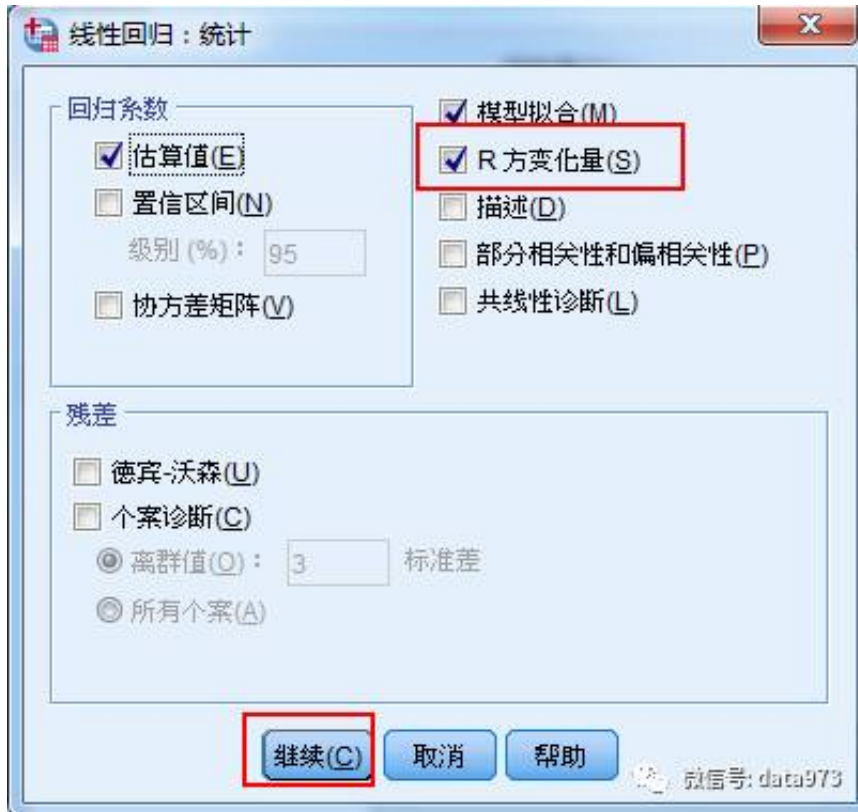 线性回归：统计
回归系数
估算值(E)
置信区间(N)
级别 (%)： 95
协方差矩阵(V)
模型拟合(M)
R 方变化量(S)
描述(D)
部分相关性和偏相关性(P)
共线性诊断(L)
残差
德宾-沃森(U)
个案诊断(C)
离群值(O)： 3 标准差
所有个案(A)
继续(C) 取消 帮助
微信号: data973